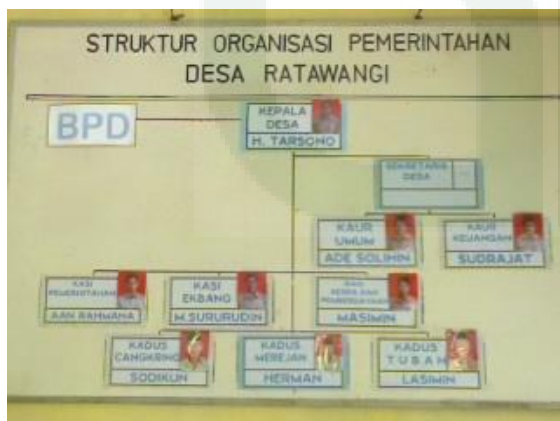 STRUKTUR ORGANISASI PEMERINTAHAN
DESA RATAWANGI
BPD
KEPALA
DESA
H. TARSONO
SEKRETARIS
DESA
KAUR
UMUM
ADE SOLIHIN
KAUR
KEUANGAN
SUDRAJAT
KASI
PEMERINTAHAN
AAN RAHMANA
KASI
EKBANG
M.SURURUDIN
KASI
MASIMIN
KADUS
CANGKRING
SODIKUN
KADUS
MEREJAN
HERMAN
KADUS
TUBAH
LASIMIN